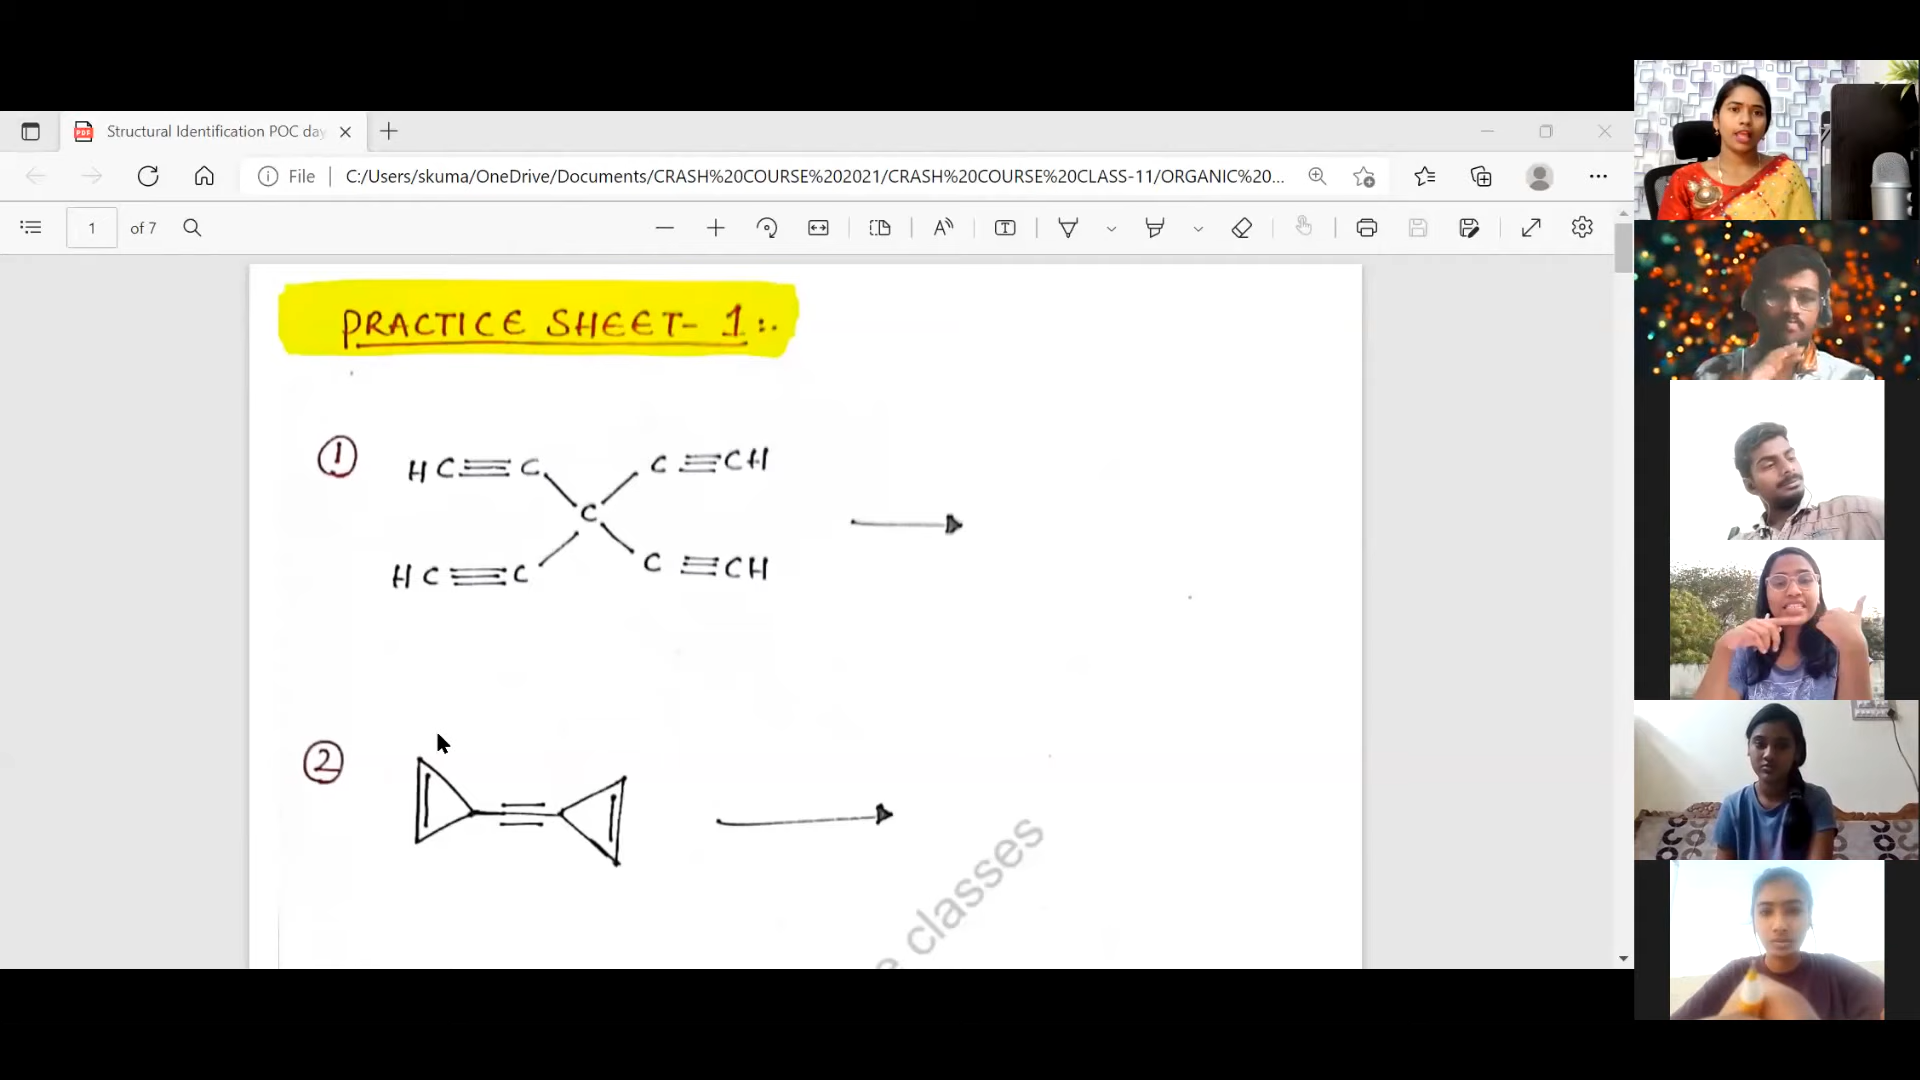 Structural Identification POC day
File
C:/Users/skuma/OneDrive/Documents/CRASH%20COURSE%202021/CRASH%20COURSE%20CLASS-11/ORGANIC%20...
1 of 7
PRACTICE SHEET- 1:.
1
HC≡C C≡CH
C
HC≡C C≡CH
2
classes